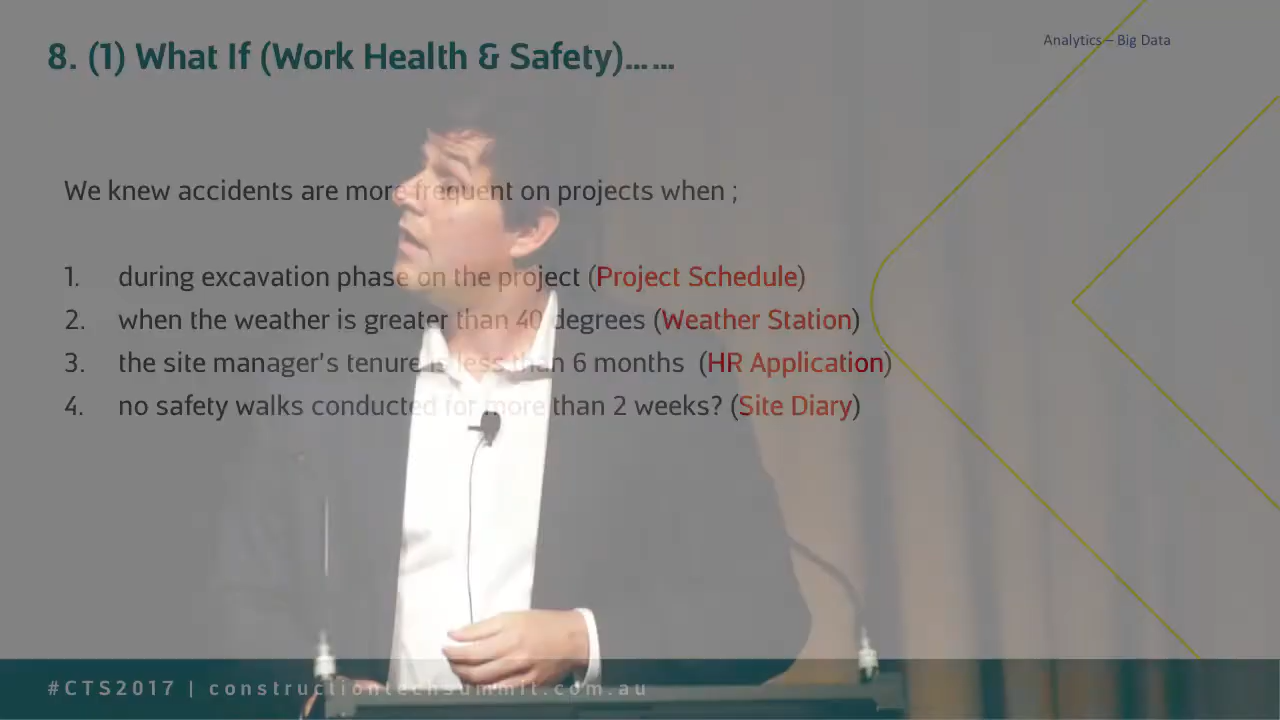 8. (1) What If (Work Health & Safety)……
Analytics – Big Data
We knew accidents are more frequent on projects when ;
1. during excavation phase on the project (Project Schedule)
2. when the weather is greater than 40 degrees (Weather Station)
3. the site manager's tenure is less than 6 months (HR Application)
4. no safety walks conducted for more than 2 weeks? (Site Diary)
#CTS2017 | constructiontechsummit.com.au